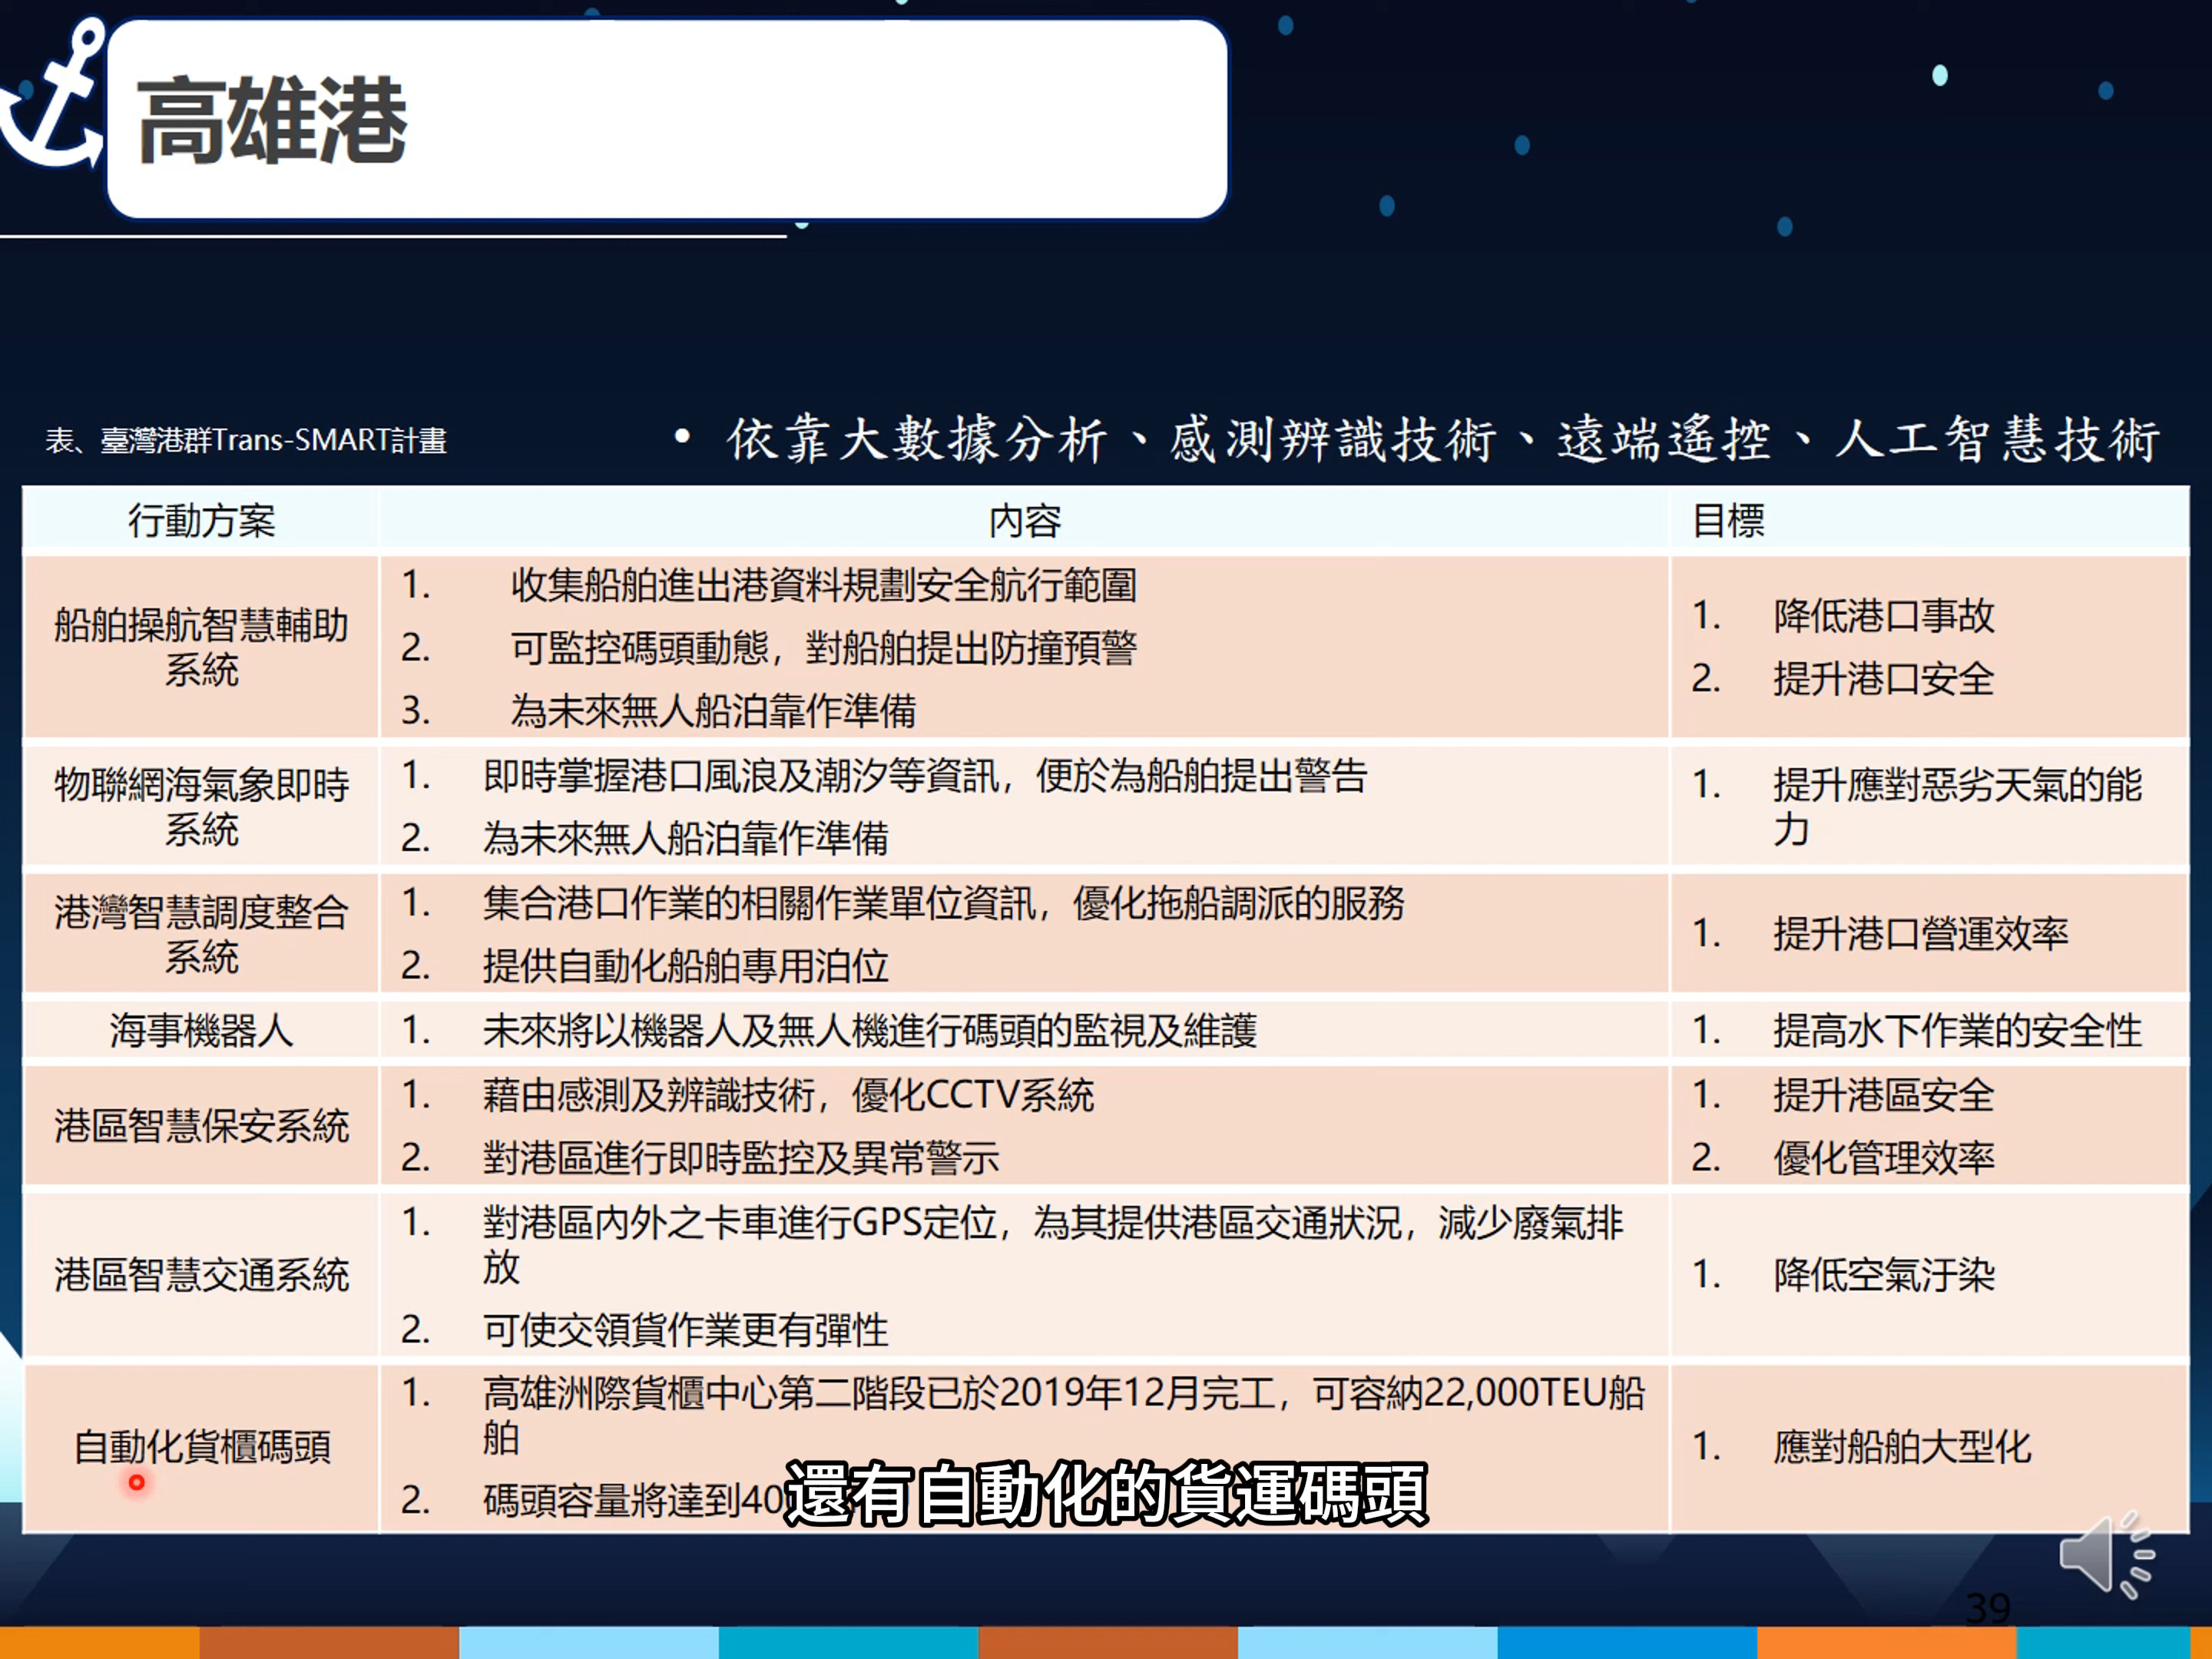 高雄港
表、臺灣港群Trans-SMART計畫
• 依靠大數據分析、感測辨識技術、遠端遙控、人工智慧技術
行動方案 內容 目標
船舶操航智慧輔助
系統
1. 收集船舶進出港資料規劃安全航行範圍
2. 可監控碼頭動態，對船舶提出防撞預警
3. 為未來無人船泊靠作準備
1. 降低港口事故
2. 提升港口安全
物聯網海氣象即時
系統
1. 即時掌握港口風浪及潮汐等資訊，便於為船舶提出警告
2. 為未來無人船泊靠作準備
1. 提升應對惡劣天氣的能
力
港灣智慧調度整合
系統
1. 集合港口作業的相關作業單位資訊，優化拖船調派的服務
2. 提供自動化船舶專用泊位
1. 提升港口營運效率
海事機器人
1. 未來將以機器人及無人機進行碼頭的監視及維護
1. 提高水下作業的安全性
港區智慧保安系統
1. 藉由感測及辨識技術，優化CCTV系統
2. 對港區進行即時監控及異常警示
1. 提升港區安全
2. 優化管理效率
港區智慧交通系統
1. 對港區內外之卡車進行GPS定位，為其提供港區交通狀況，減少廢氣排
放
2. 可使交領貨作業更有彈性
1. 降低空氣汙染
自動化貨櫃碼頭
1. 高雄洲際貨櫃中心第二階段已於2019年12月完工，可容納22,000TEU船
舶
2. 碼頭容量將達到40
1. 應對船舶大型化
還有自動化的貨運碼頭
39